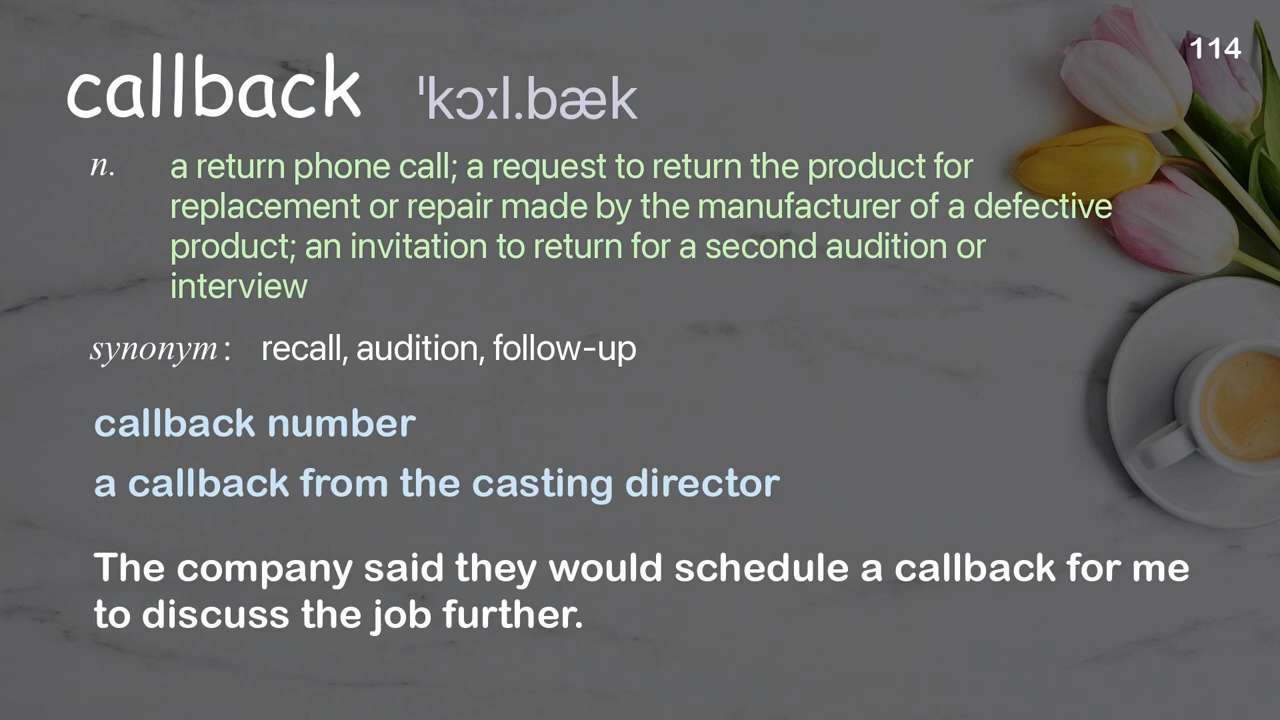 114
callback ˈkɔːl.bæk
n. a return phone call; a request to return the product for
replacement or repair made by the manufacturer of a defective
product; an invitation to return for a second audition or
interview
synonym: recall, audition, follow-up
callback number
a callback from the casting director
The company said they would schedule a callback for me
to discuss the job further.